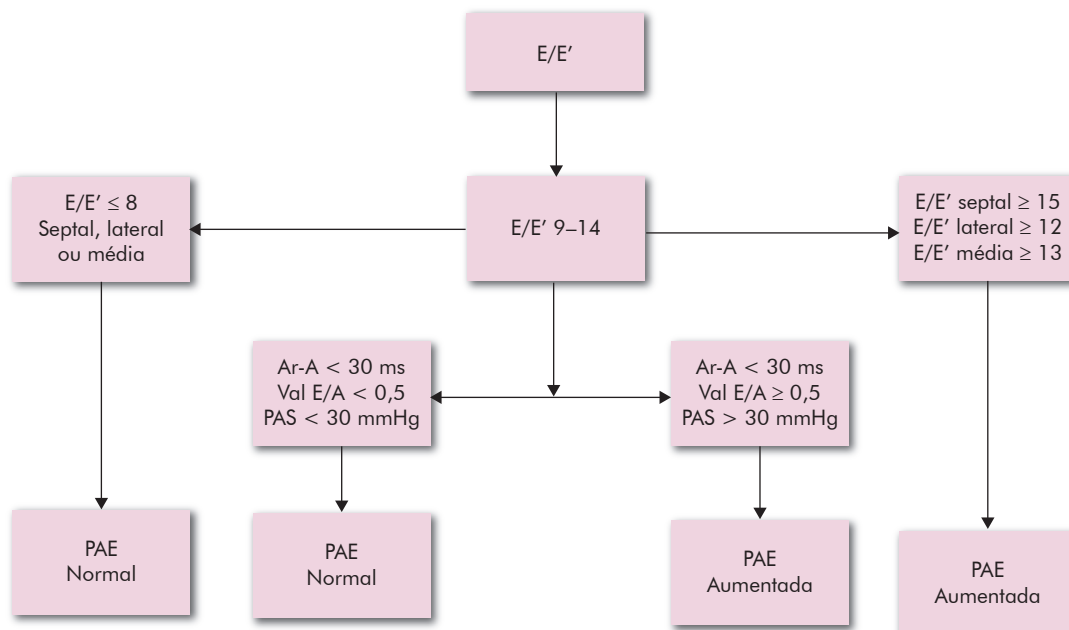 E/E’
E/E’ ≤ 8
Septal, lateral
ou média
E/E’ 9–14
E/E’ septal ≥ 15
E/E’ lateral ≥ 12
E/E’ média ≥ 13
Ar-A < 30 ms
Val E/A < 0,5
PAS < 30 mmHg
Ar-A < 30 ms
Val E/A ≥ 0,5
PAS > 30 mmHg
PAE
Normal
PAE
Normal
PAE
Aumentada
PAE
Aumentada